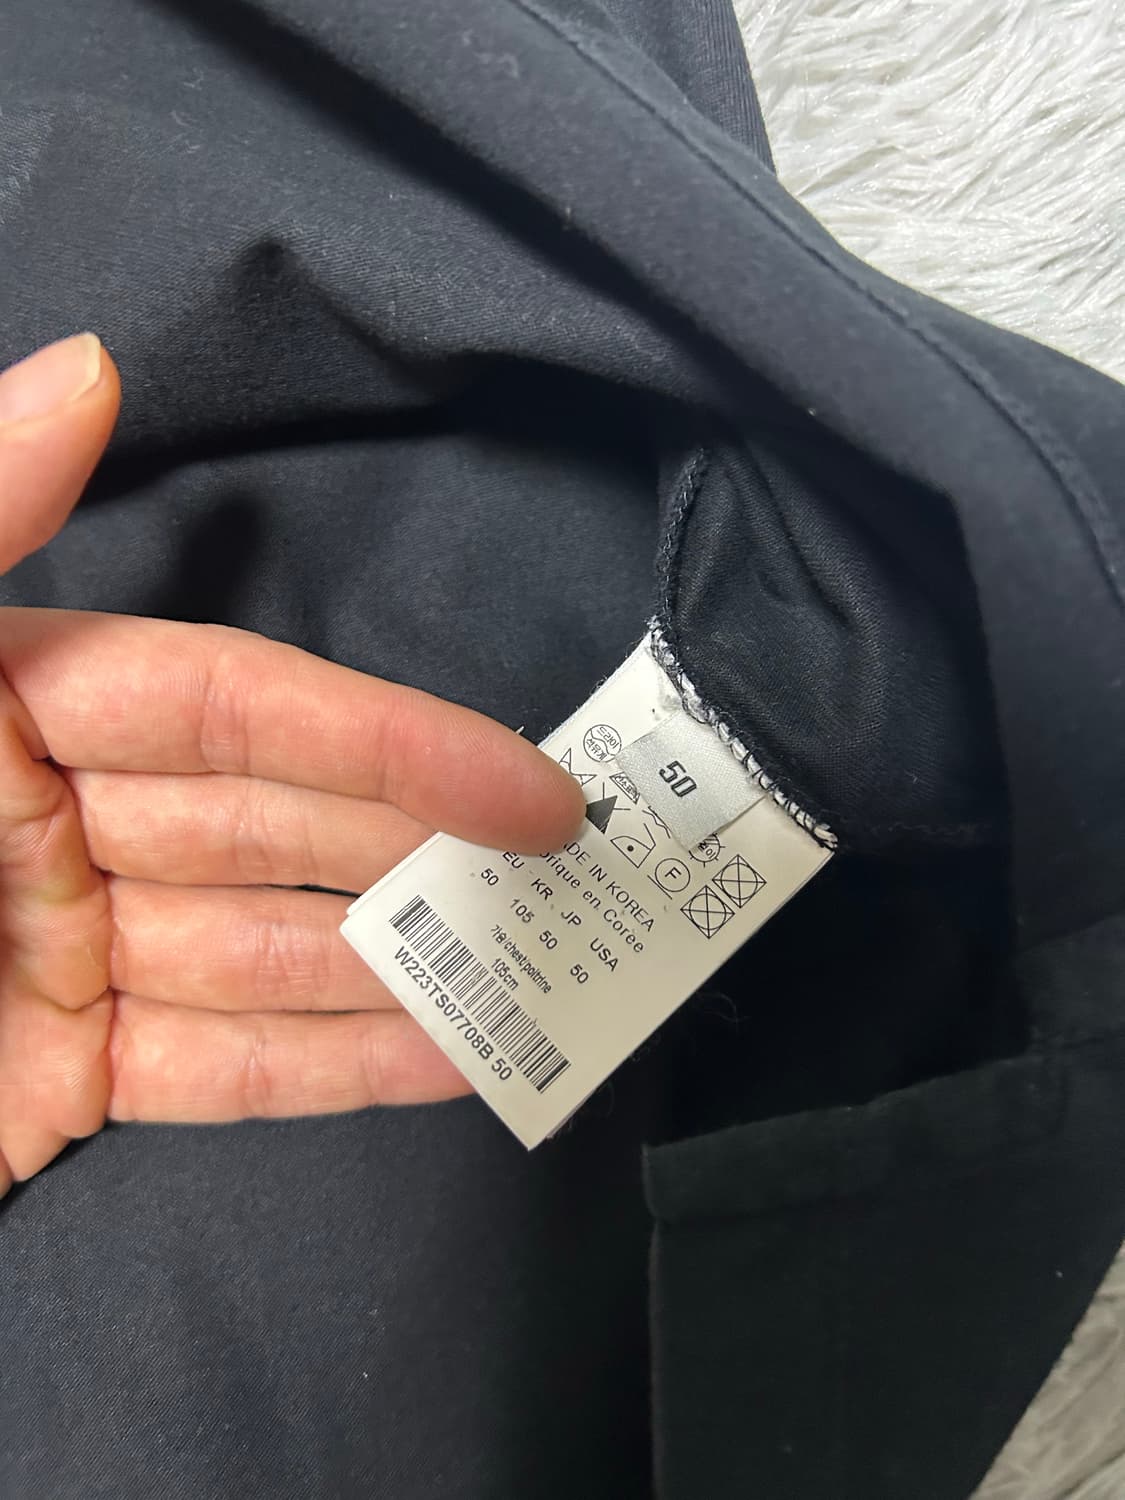 50
F
ADE IN KOREA
brique en Corée
EU KR JP USA
50 105 50 50
가슴/chest/poitrine
105cm
W223TS07708B 50